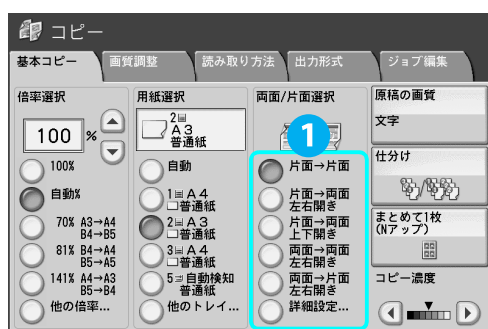 コピー
基本コピー
画質調整
読み取り方法
出力形式
ジョブ編集
倍率選択
100 %
100%
自動%
70% A3→A4
B4→B5
81% B4→A4
B5→A5
141% A4→A3
B5→B4
他の倍率...
用紙選択
2
A3
普通紙
自動
1 A4
普通紙
2 A3
普通紙
3 A4
普通紙
5 自動検知
普通紙
他のトレイ...
両面/片面選択
1
片面→片面
片面→両面
左右開き
片面→両面
上下開き
両面→両面
左右開き
両面→片面
左右開き
詳細設定...
原稿の画質
文字
仕分け
まとめて1枚
(Nアップ)
コピー濃度